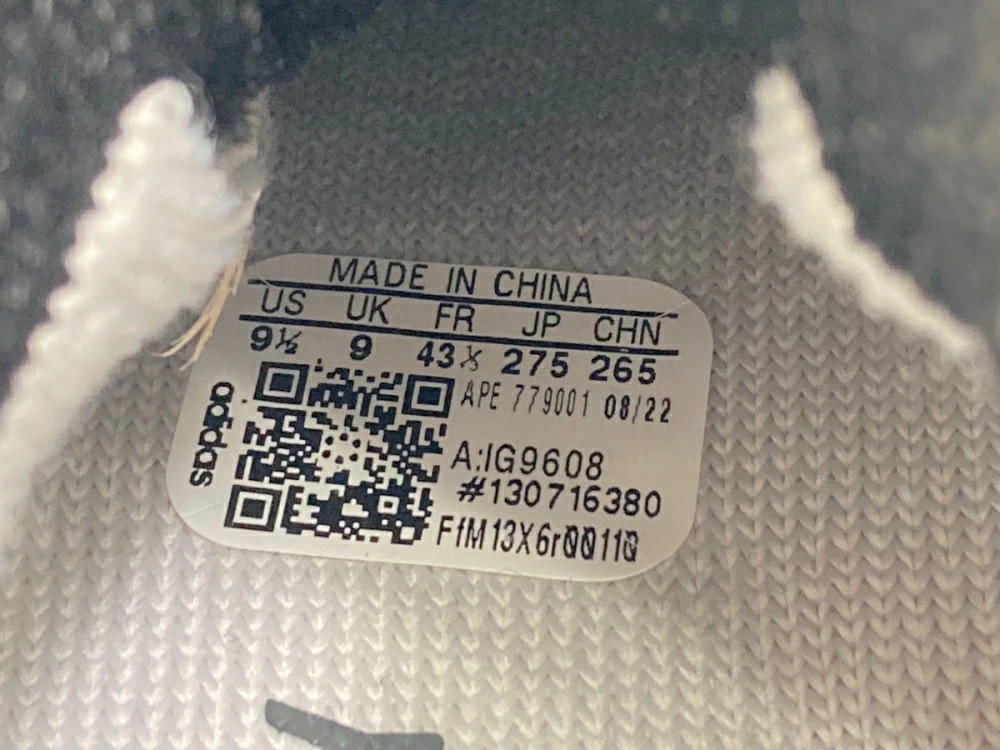 MADE IN CHINA
US UK FR JP CHN
9½ 9 43⅓ 275 265
APE 779001 08/22
adidas
A:IG9608
#130716380
FfM13X6r00110